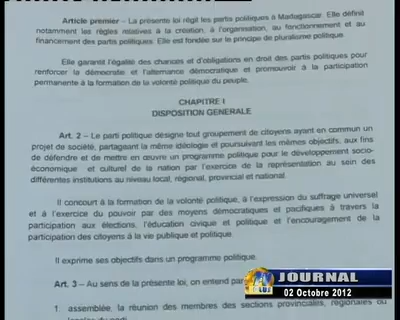 Article premier – La présente loi régit les partis politiques à Madagascar. Elle définit
notamment les règles relatives à la création, à l'organisation, au fonctionnement et au
financement des partis politiques. Elle est fondée sur le principe de pluralisme politique.
Elle garantit l'égalité des chances et d'obligations en droit des partis politiques pour
renforcer la démocratie et l'alternance démocratique et promouvoir à la participation
permanente à la formation de la volonté politique du peuple.
CHAPITRE I
DISPOSITION GENERALE
Art. 2 – Le parti politique désigne tout groupement de citoyens ayant en commun un
projet de société, partageant la même idéologie et poursuivant les mêmes objectifs, aux fins
de défendre et de mettre en œuvre un programme politique pour le développement socio-
économique et culturel de la nation par l'exercice de la représentation au sein des
différentes institutions au niveau local, régional, provincial et national.
Il concourt à la formation de la volonté politique, à l'expression du suffrage universel
et à l'exercice du pouvoir par des moyens démocratiques et pacifiques à travers la
participation aux élections, l'éducation civique et politique et l'encouragement de la
participation des citoyens à la vie publique et politique.
Il exprime ses objectifs dans un programme politique.
Art. 3 – Au sens de la présente loi, on entend par
1 assemblée, la réunion des membres des sections provinciales, régionales ou
JOURNAL
02 Octobre 2012